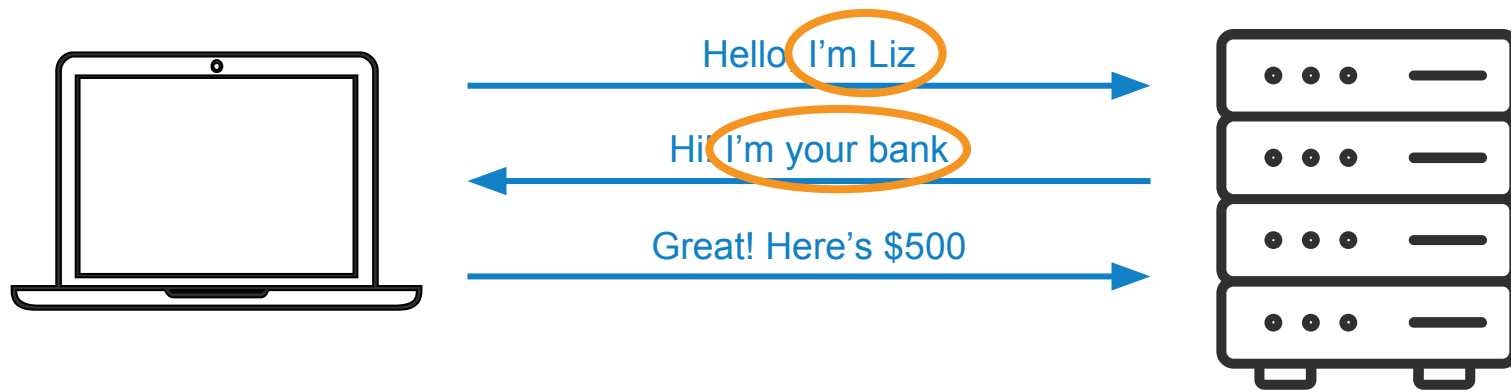 Hello, I’m Liz
Hi! I’m your bank
Great! Here’s $500